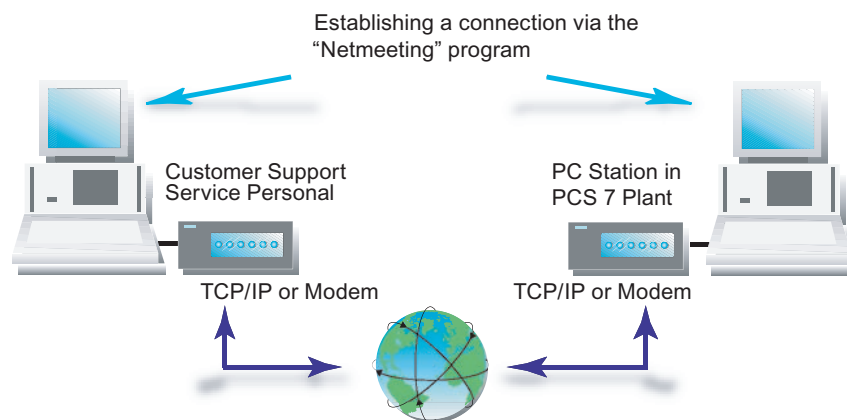 Establishing a connection via the
“Netmeeting” program
Customer Support
Service Personal
PC Station in
PCS 7 Plant
TCP/IP or Modem
TCP/IP or Modem